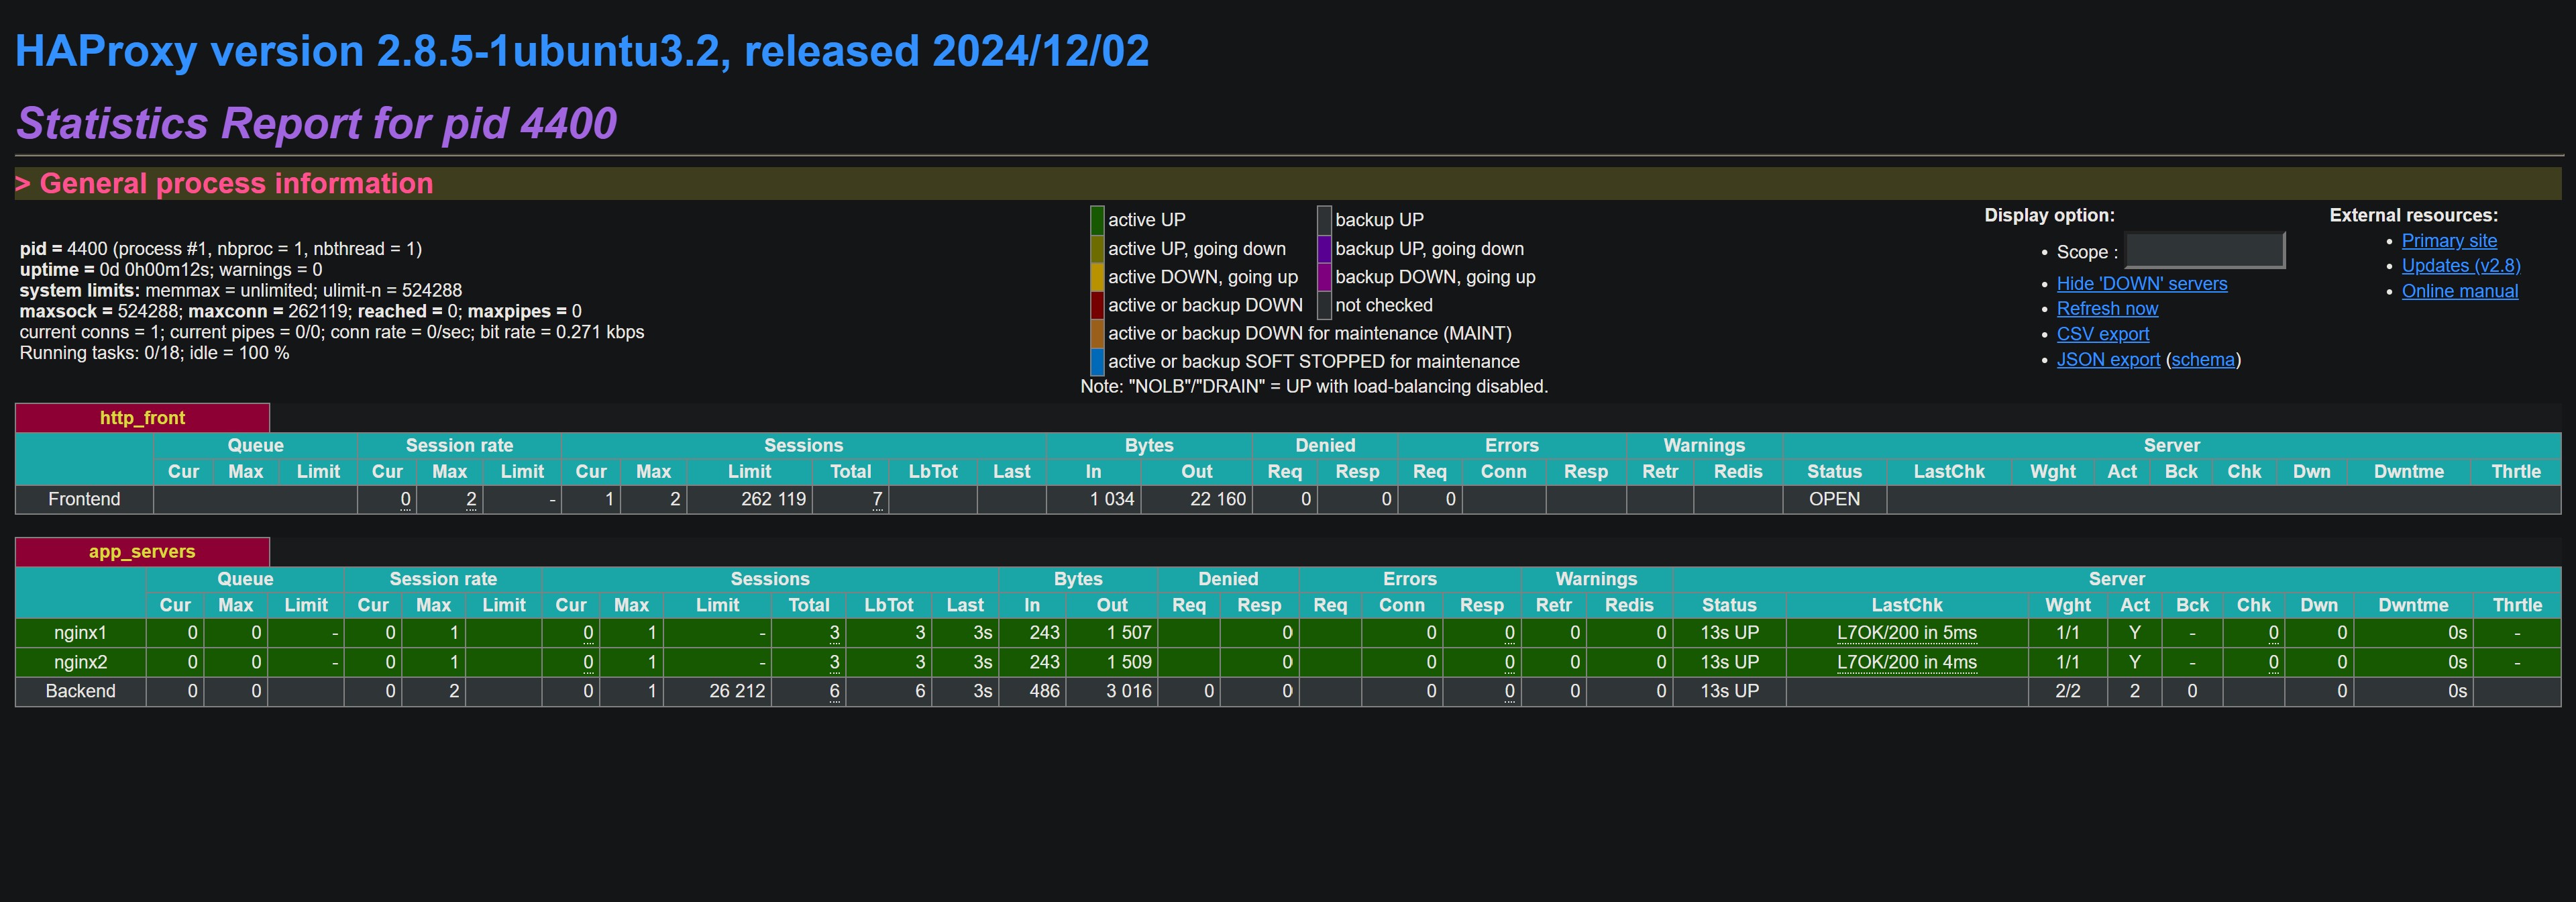 HAProxy version 2.8.5-1ubuntu3.2, released 2024/12/02
Statistics Report for pid 4400
> General process information
pid = 4400 (process #1, nbproc = 1, nbthread = 1)
uptime = 0d 0h00m12s; warnings = 0
system limits: memmax = unlimited; ulimit-n = 524288
maxsock = 524288; maxconn = 262119; reached = 0; maxpipes = 0
current conns = 1; current pipes = 0/0; conn rate = 0/sec; bit rate = 0.271 kbps
Running tasks: 0/18; idle = 100 %
active UP backup UP
active UP, going down backup UP, going down
active DOWN, going up backup DOWN, going up
active or backup DOWN not checked
active or backup DOWN for maintenance (MAINT)
active or backup SOFT STOPPED for maintenance
Note: "NOLB"/"DRAIN" = UP with load-balancing disabled.
Display option:
• Scope :
• Hide 'DOWN' servers
• Refresh now
• CSV export
• JSON export (schema)
External resources:
• Primary site
• Updates (v2.8)
• Online manual
http_front
Queue Session rate Sessions Bytes Denied Errors Warnings Server
Cur Max Limit Cur Max Limit Cur Max Limit Total LbTot Last In Out Req Resp Req Conn Resp Retr Redis Status LastChk Wght Act Bck Chk Dwn Dwntme Thrtle
Frontend 0 2 - 1 2 262 119 7 1 034 22 160 0 0 0 OPEN
app_servers
Queue Session rate Sessions Bytes Denied Errors Warnings Server
Cur Max Limit Cur Max Limit Cur Max Limit Total LbTot Last In Out Req Resp Req Conn Resp Retr Redis Status LastChk Wght Act Bck Chk Dwn Dwntme Thrtle
nginx1 0 0 - 0 1 0 1 - 3 3 3s 243 1 507 0 0 0 0 0 13s UP L7OK/200 in 5ms 1/1 Y - 0 0 0s -
nginx2 0 0 - 0 1 0 1 - 3 3 3s 243 1 509 0 0 0 0 0 13s UP L7OK/200 in 4ms 1/1 Y - 0 0 0s -
Backend 0 0 0 2 0 1 26 212 6 6 3s 486 3 016 0 0 0 0 0 0 13s UP 2/2 2 0 0 0s